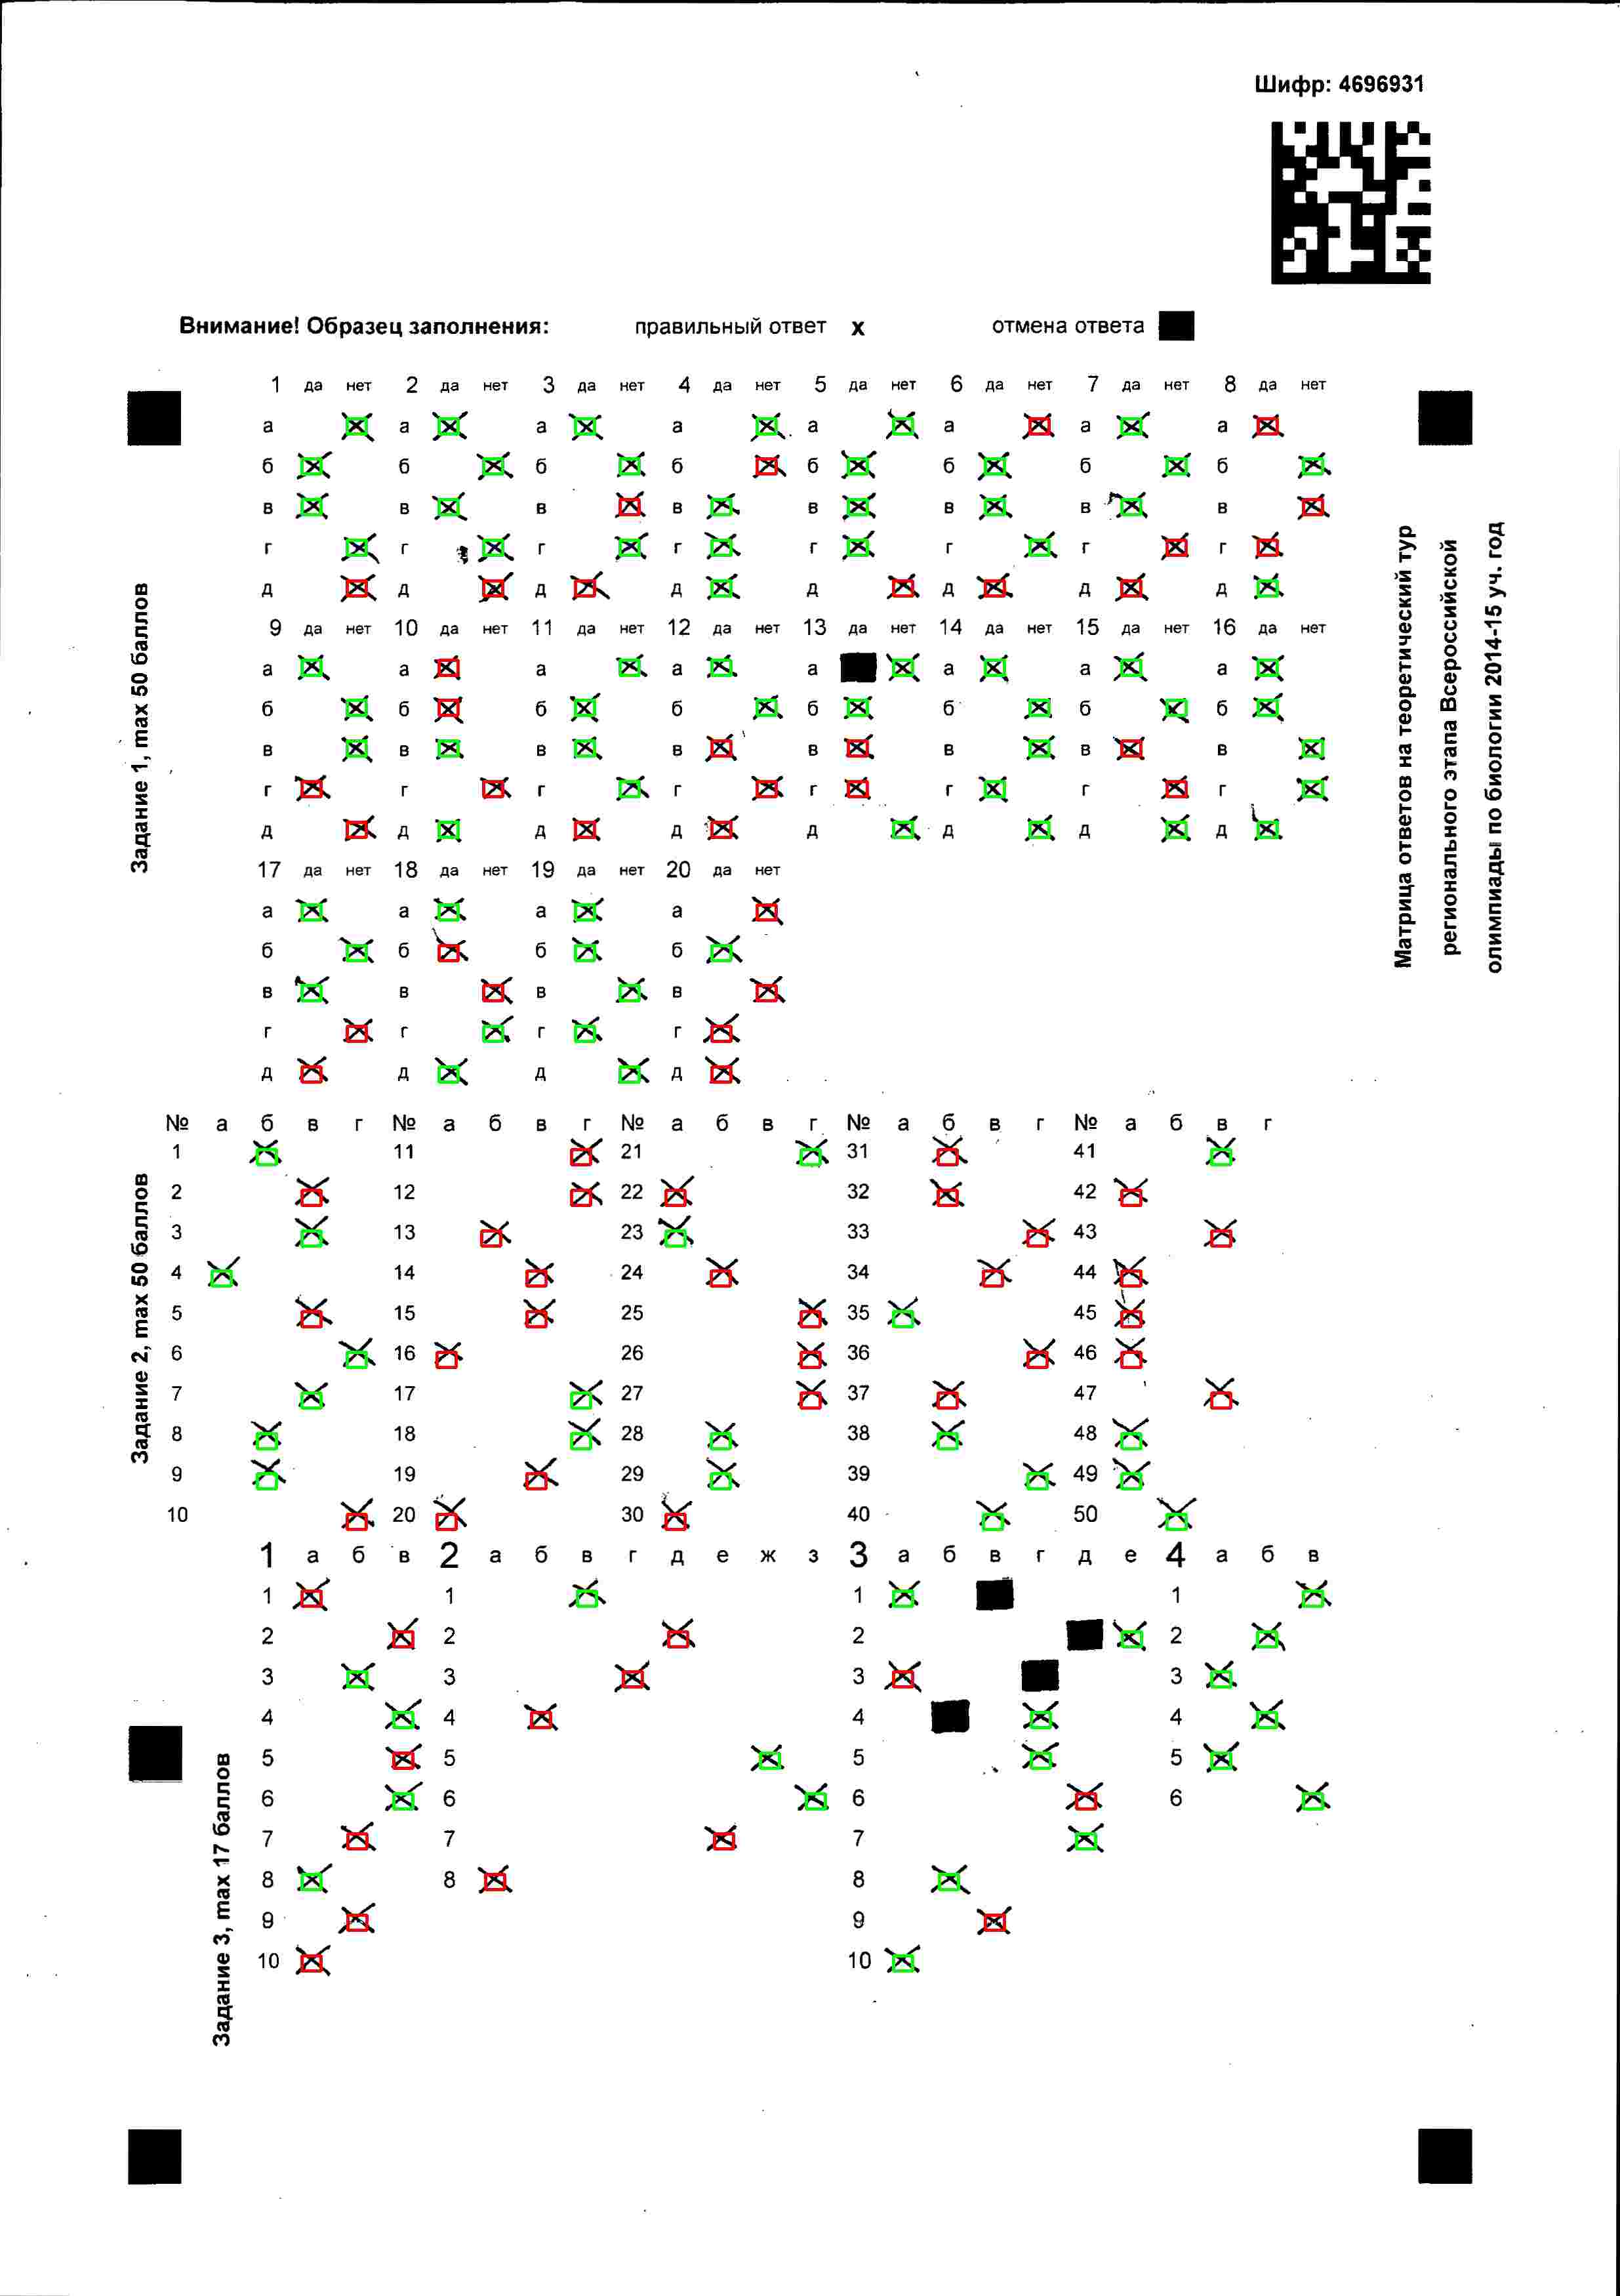 Шифр: 4696931
Внимание! Образец заполнения: правильный ответ x отмена ответа
1 да нет 2 да нет 3 да нет 4 да нет 5 да нет 6 да нет 7 да нет 8 да нет
а а а а а а а а
б б б б б б б б
в в в в в в в в
г г г г г г г г
д д д д д д д д
9 да нет 10 да нет 11 да нет 12 да нет 13 да нет 14 да нет 15 да нет 16 да нет
а а а а а а а а
б б б б б б б б
в в в в в в в в
г г г г г г г г
д д д д д д д д
17 да нет 18 да нет 19 да нет 20 да нет
а а а а
б б б б
в в в в
г г г г
д д д д
Задание 1, max 50 баллов
Матрица ответов на теоретический тур
регионального этапа Всероссийской
олимпиады по биологии 2014-15 уч. год
№ а б в г № а б в г № а б в г № а б в г № а б в г
1 11 21 31 41
2 12 22 32 42
3 13 23 33 43
4 14 24 34 44
5 15 25 35 45
6 16 26 36 46
7 17 27 37 47
8 18 28 38 48
9 19 29 39 49
10 20 30 40 50
Задание 2, max 50 баллов
1 а б в 2 а б в г д е ж з 3 а б в г д е 4 а б в
1 1 1 1
2 2 2 2
3 3 3 3
4 4 4 4
5 5 5 5
6 6 6 6
7 7 7
8 8 8
9 9
10 10
Задание 3, max 17 баллов